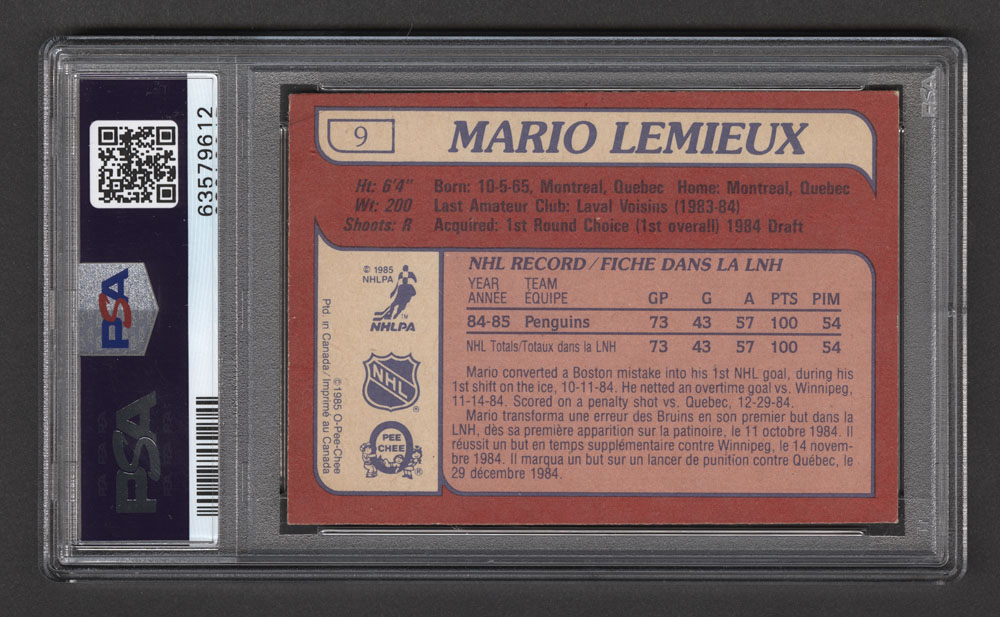 63579612
PSA
PSA
9
MARIO LEMIEUX
Ht: 6'4" Born: 10-5-65, Montreal, Quebec Home: Montreal, Quebec
Wt: 200 Last Amateur Club: Laval Voisins (1983-84)
Shoots: R Acquired: 1st Round Choice (1st overall) 1984 Draft
© 1985
NHLPA
TM
NHLPA
NHL
®
PEE
CHEE
®
Ptd. in Canada/Imprimé au Canada
© 1985 O-Pee-Chee
NHL RECORD/FICHE DANS LA LNH
YEAR TEAM
ANNÉE ÉQUIPE GP G A PTS PIM
84-85 Penguins 73 43 57 100 54
NHL Totals/Totaux dans la LNH 73 43 57 100 54
Mario converted a Boston mistake into his 1st NHL goal, during his
1st shift on the ice, 10-11-84. He netted an overtime goal vs. Winnipeg,
11-14-84. Scored on a penalty shot vs. Quebec, 12-29-84.
Mario transforma une erreur des Bruins en son premier but dans la
LNH, dès sa première apparition sur la patinoire, le 11 octobre 1984. Il
réussit un but en temps supplémentaire contre Winnipeg, le 14 novem-
bre 1984. Il marqua un but sur un lancer de punition contre Québec, le
29 décembre 1984.